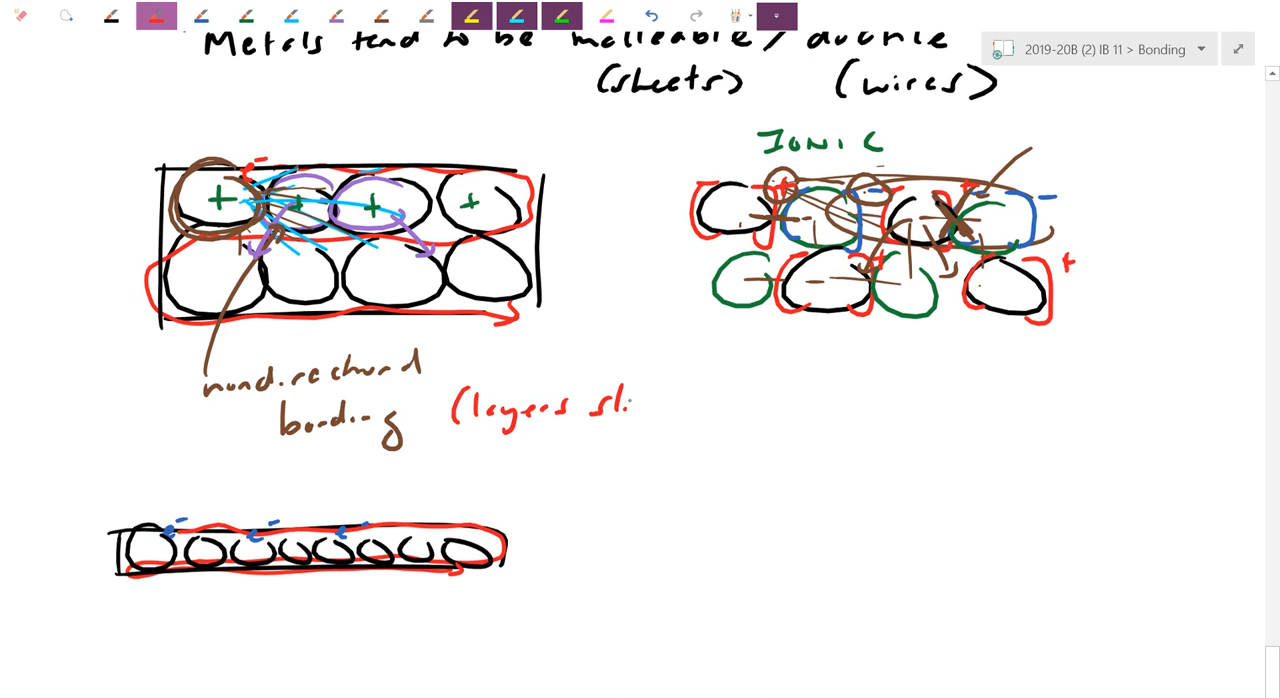 2019-20B (2) IB 11 > Bonding
Metals tend to be malleable / ductile
(sheets) (wires)
IONIC
e-
+ + + +
+ - + -
+ +
nondirectional
bonding (layers sl
e- e- e-